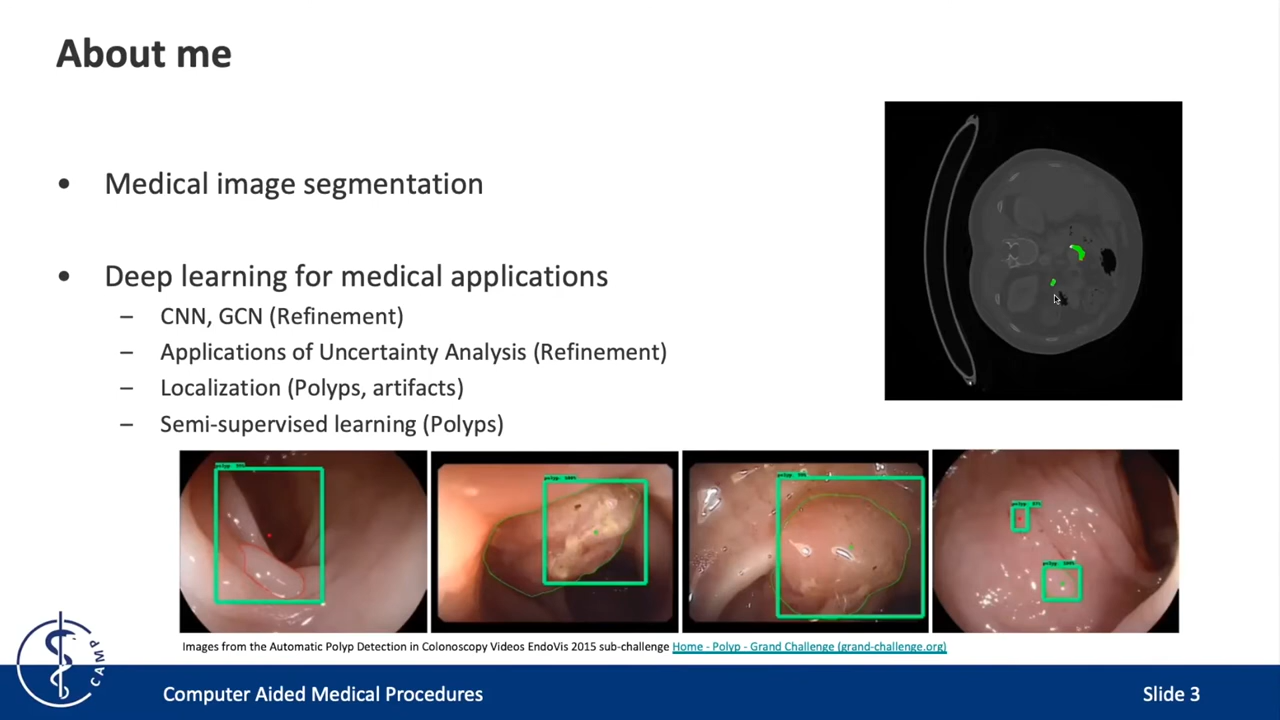 About me
• Medical image segmentation
• Deep learning for medical applications
– CNN, GCN (Refinement)
– Applications of Uncertainty Analysis (Refinement)
– Localization (Polyps, artifacts)
– Semi-supervised learning (Polyps)
polyp: 100%
Images from the Automatic Polyp Detection in Colonoscopy Videos EndoVis 2015 sub-challenge Home - Polyp - Grand Challenge (grand-challenge.org)
CAMP
Computer Aided Medical Procedures
Slide 3